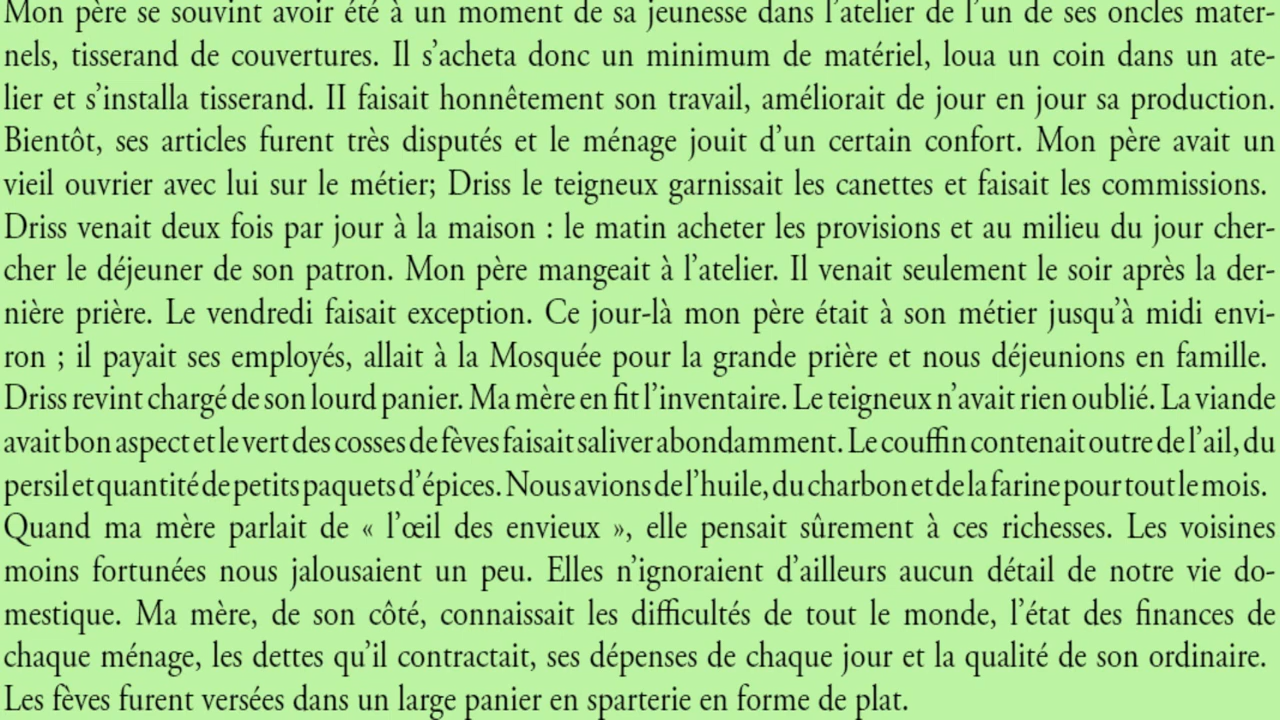 Mon père se souvint avoir été à un moment de sa jeunesse dans l’atelier de l’un de ses oncles mater-
nels, tisserand de couvertures. Il s’acheta donc un minimum de matériel, loua un coin dans un ate-
lier et s’installa tisserand. II faisait honnêtement son travail, améliorait de jour en jour sa production.
Bientôt, ses articles furent très disputés et le ménage jouit d’un certain confort. Mon père avait un
vieil ouvrier avec lui sur le métier; Driss le teigneux garnissait les canettes et faisait les commissions.
Driss venait deux fois par jour à la maison : le matin acheter les provisions et au milieu du jour cher-
cher le déjeuner de son patron. Mon père mangeait à l’atelier. Il venait seulement le soir après la der-
nière prière. Le vendredi faisait exception. Ce jour-là mon père était à son métier jusqu’à midi envi-
ron ; il payait ses employés, allait à la Mosquée pour la grande prière et nous déjeunions en famille.
Driss revint chargé de son lourd panier. Ma mère en fit l’inventaire. Le teigneux n’avait rien oublié. La viande
avait bon aspect et le vert des cosses de fèves faisait saliver abondamment. Le couffin contenait outre de l’ail, du
persil et quantité de petits paquets d’épices. Nous avions de l’huile, du charbon et de la farine pour tout le mois.
Quand ma mère parlait de « l’œil des envieux », elle pensait sûrement à ces richesses. Les voisines
moins fortunées nous jalousaient un peu. Elles n’ignoraient d’ailleurs aucun détail de notre vie do-
mestique. Ma mère, de son côté, connaissait les difficultés de tout le monde, l’état des finances de
chaque ménage, les dettes qu’il contractait, ses dépenses de chaque jour et la qualité de son ordinaire.
Les fèves furent versées dans un large panier en sparterie en forme de plat.